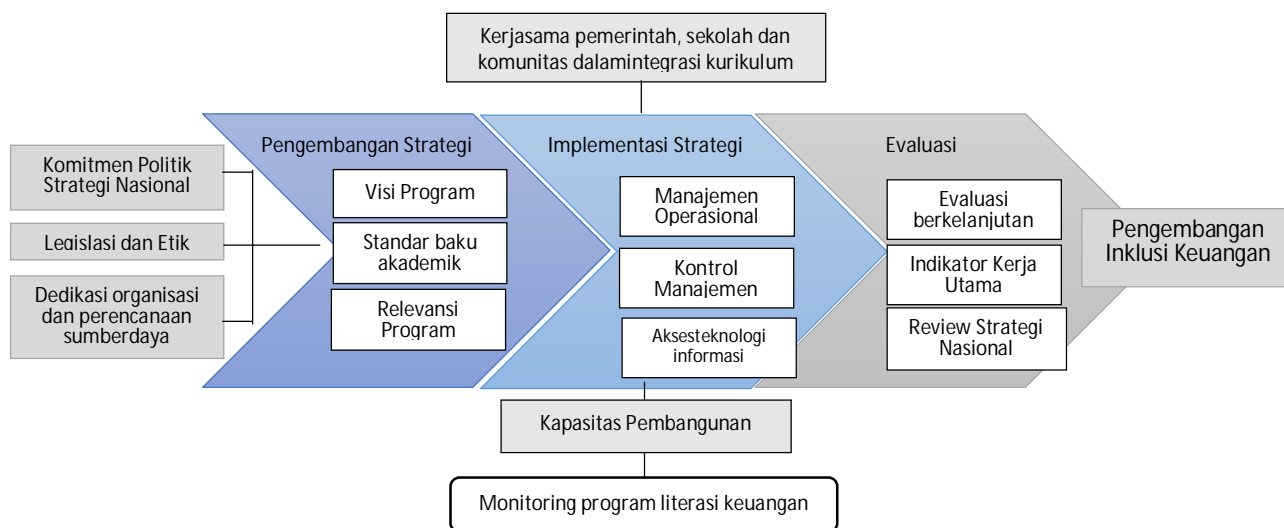 Kerjasama pemerintah, sekolah dan
komunitas dalamintegrasi kurikulum
Pengembangan Strategi
Implementasi Strategi
Evaluasi
Komitmen Politik
Strategi Nasional
Legislasi dan Etik
Dedikasi organisasi
dan perencanaan
sumberdaya
Visi Program
Standar baku
akademik
Relevansi
Program
Manajemen
Operasional
Kontrol
Manajemen
Aksesteknologi
informasi
Evaluasi
berkelanjutan
Indikator Kerja
Utama
Review Strategi
Nasional
Pengembangan
Inklusi Keuangan
Kapasitas Pembangunan
Monitoring program literasi keuangan